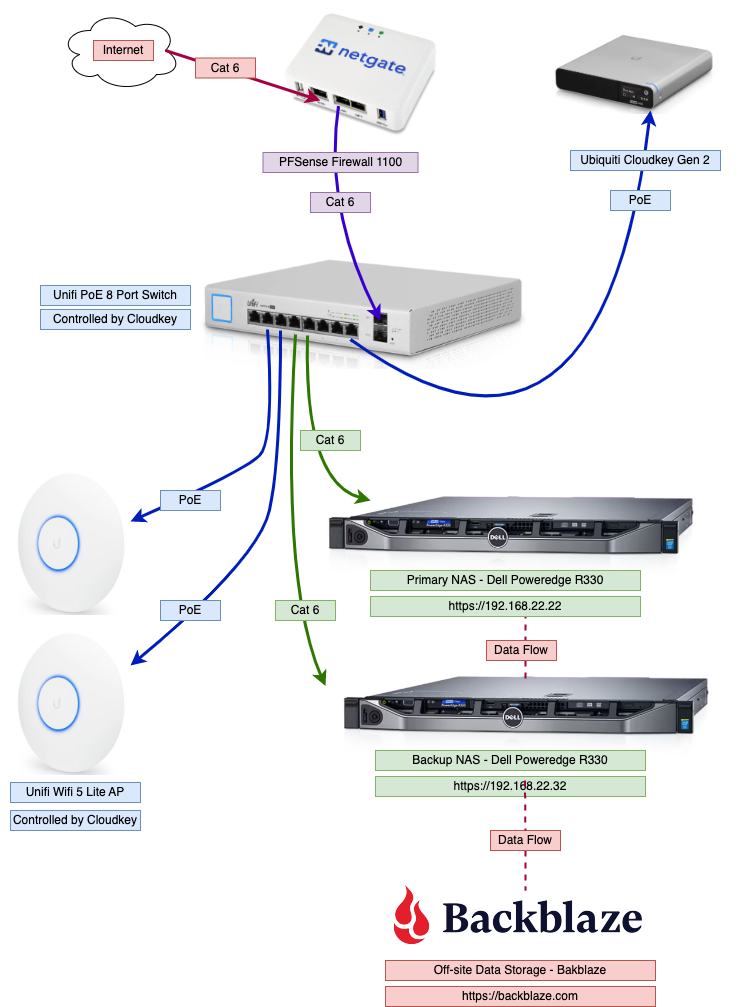 Internet
Cat 6
netgate
PFSense Firewall 1100
Cat 6
Ubiquiti Cloudkey Gen 2
PoE
Unifi PoE 8 Port Switch
Controlled by Cloudkey
UniFi
Cat 6
PoE
DELL
Primary NAS - Dell Poweredge R330
https://192.168.22.22
PoE
Cat 6
Data Flow
DELL
Backup NAS - Dell Poweredge R330
https://192.168.22.32
Unifi Wifi 5 Lite AP
Controlled by Cloudkey
Data Flow
Backblaze
Off-site Data Storage - Bakblaze
https://backblaze.com